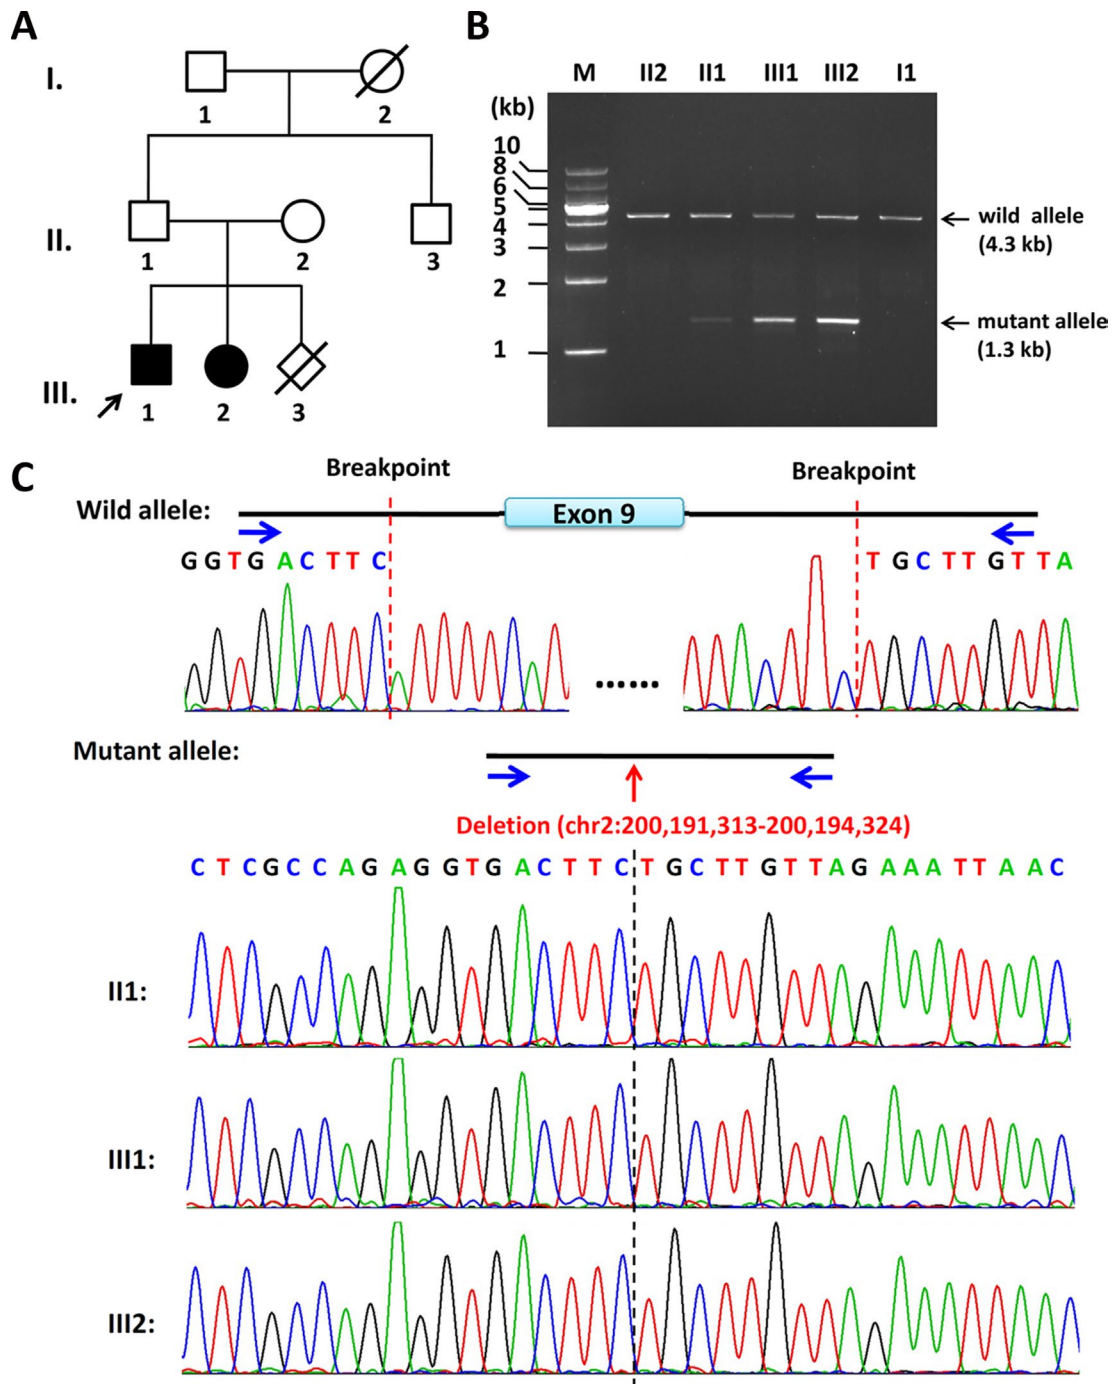 A
I.
1
2
II.
1
2
3
III.
1
2
3
B
M II2 II1 III1 III2 I1
(kb)
10
8
6
5
4
3
2
1
wild allele
(4.3 kb)
mutant allele
(1.3 kb)
C
Breakpoint
Breakpoint
Wild allele:
Exon 9
G G T G A C T T C
T G C T T G T T A
......
Mutant allele:
Deletion (chr2:200,191,313-200,194,324)
C T C G C C A G A G G T G A C T T C T G C T T G T T A G A A A T T A A C
II1:
III1:
III2: